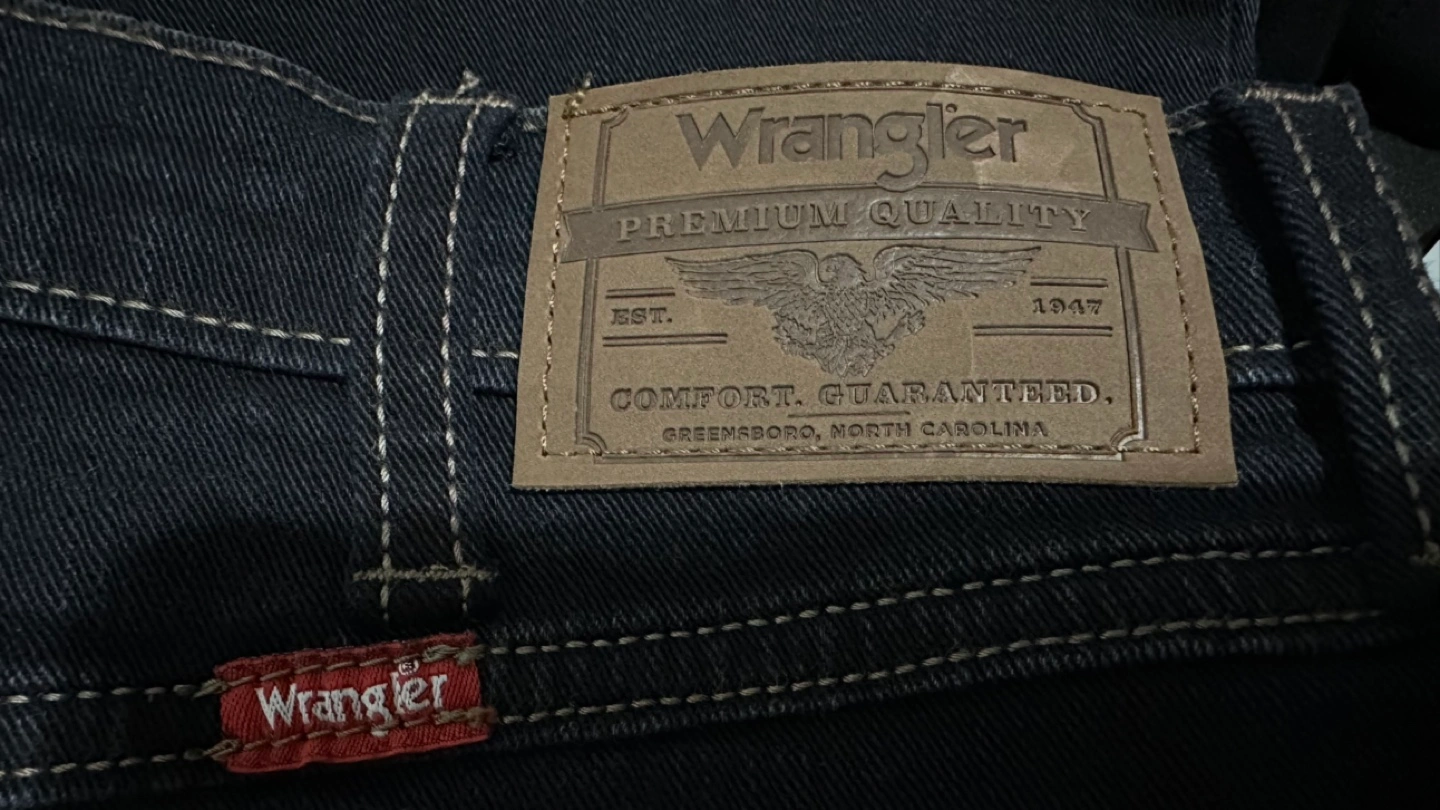 Wrangler
PREMIUM QUALITY
EST. 1947
COMFORT. GUARANTEED.
GREENSBORO, NORTH CAROLINA
Wrangler®